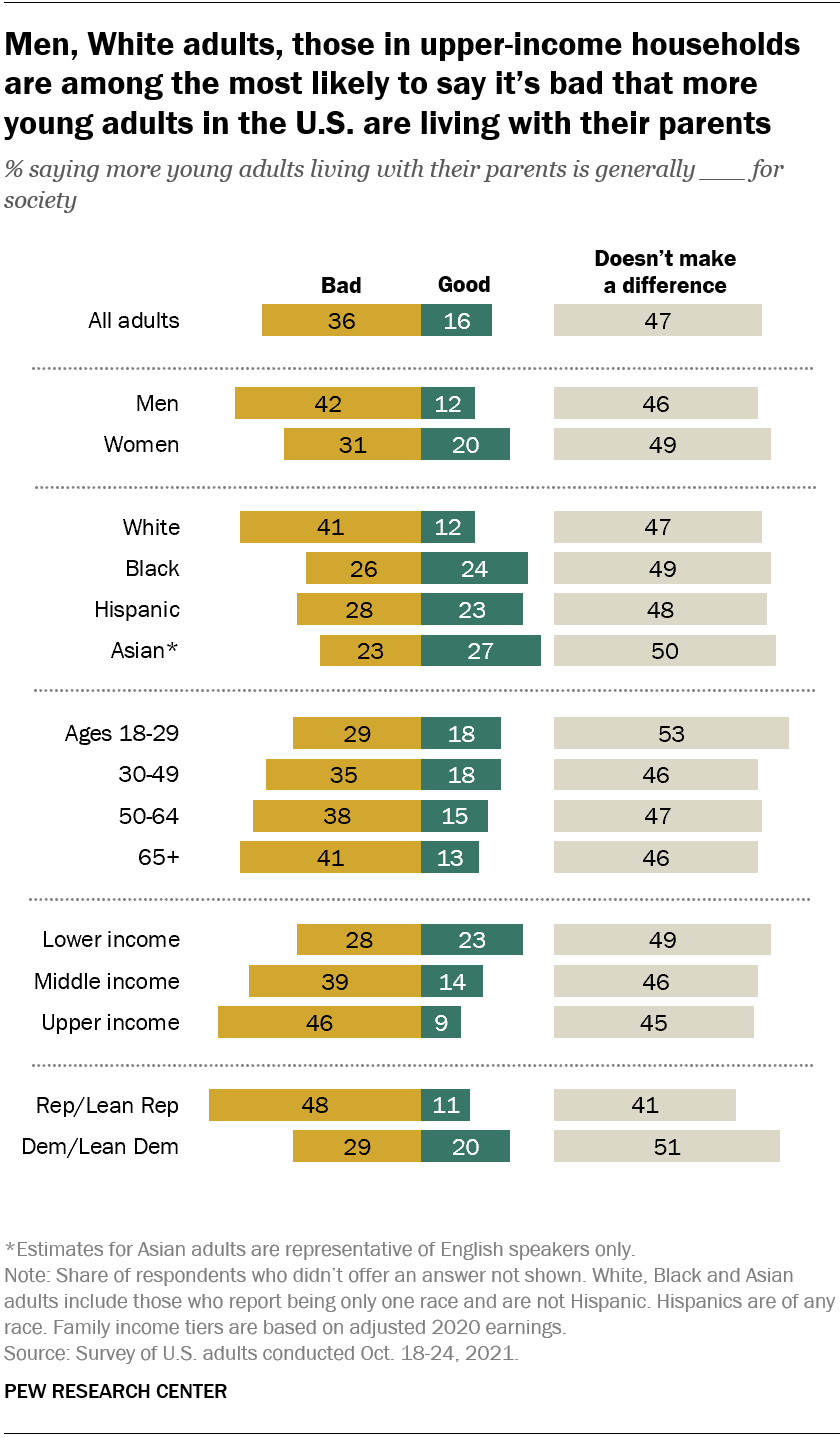 Men, White adults, those in upper-income households
are among the most likely to say it’s bad that more
young adults in the U.S. are living with their parents
% saying more young adults living with their parents is generally ___ for
society
Bad Good Doesn’t make
a difference
All adults 36 16 47
Men 42 12 46
Women 31 20 49
White 41 12 47
Black 26 24 49
Hispanic 28 23 48
Asian* 23 27 50
Ages 18-29 29 18 53
30-49 35 18 46
50-64 38 15 47
65+ 41 13 46
Lower income 28 23 49
Middle income 39 14 46
Upper income 46 9 45
Rep/Lean Rep 48 11 41
Dem/Lean Dem 29 20 51
*Estimates for Asian adults are representative of English speakers only.
Note: Share of respondents who didn’t offer an answer not shown. White, Black and Asian
adults include those who report being only one race and are not Hispanic. Hispanics are of any
race. Family income tiers are based on adjusted 2020 earnings.
Source: Survey of U.S. adults conducted Oct. 18-24, 2021.
PEW RESEARCH CENTER